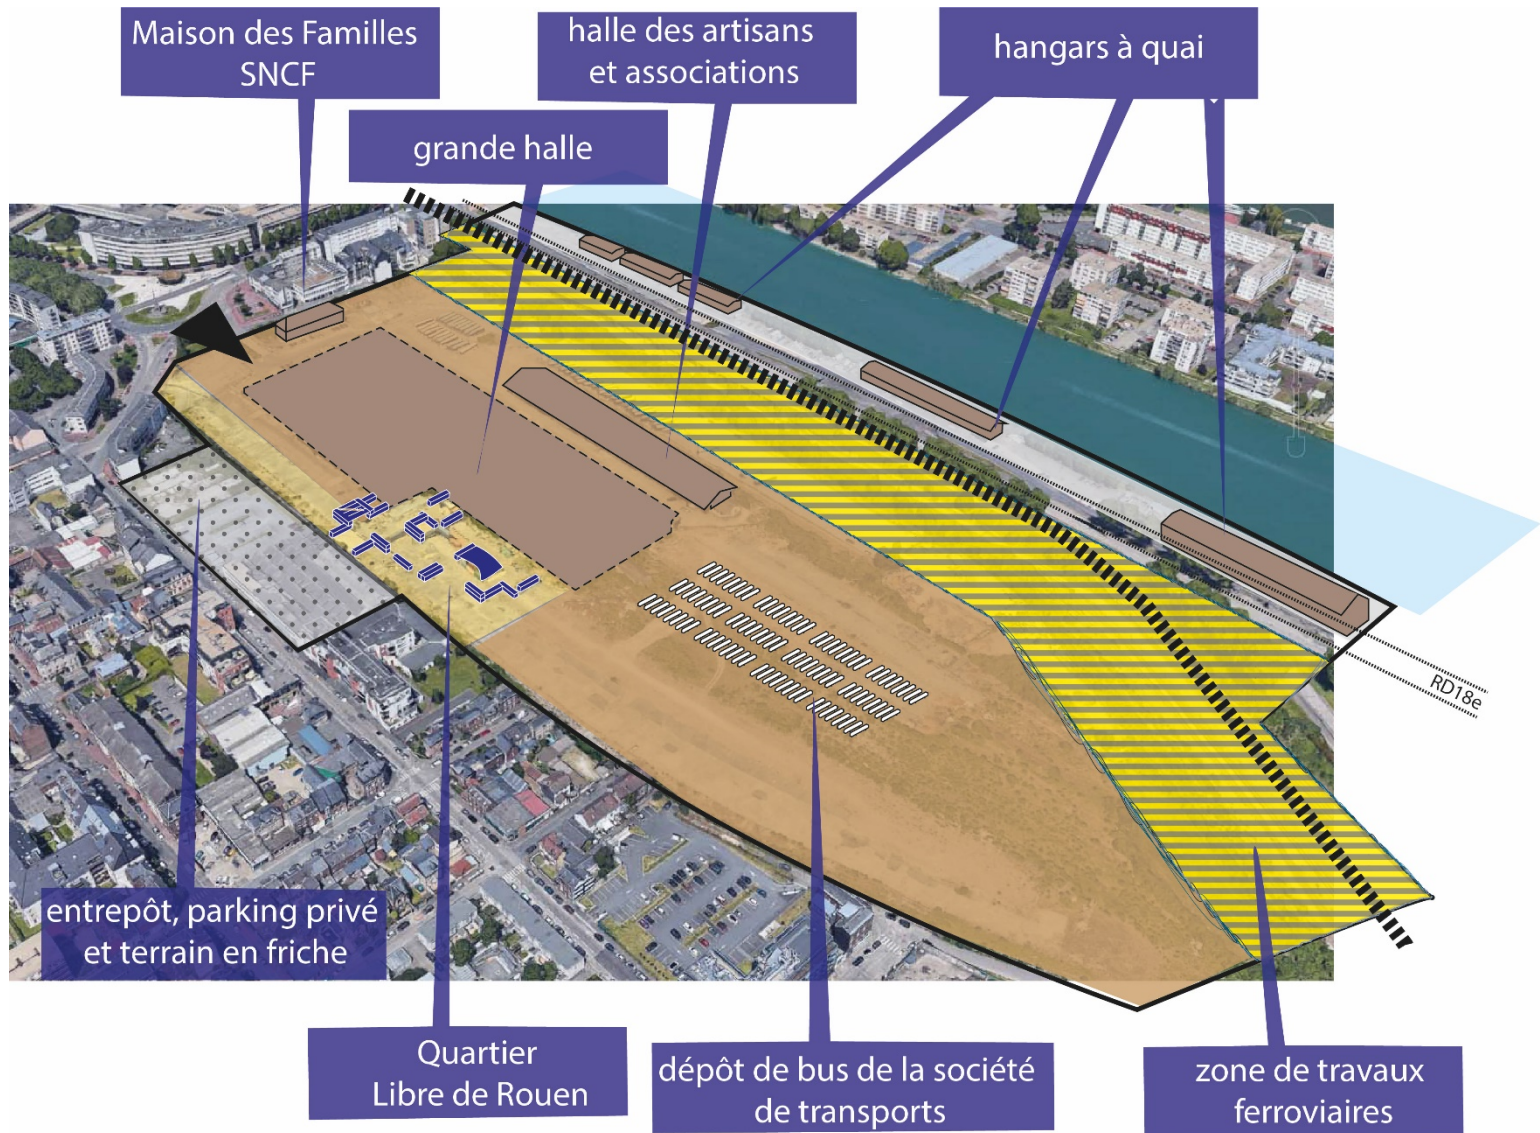 Maison des Familles
SNCF
halle des artisans
et associations
hangars à quai
grande halle
RD18e
entrepôt, parking privé
et terrain en friche
Quartier
Libre de Rouen
dépôt de bus de la société
de transports
zone de travaux
ferroviaires